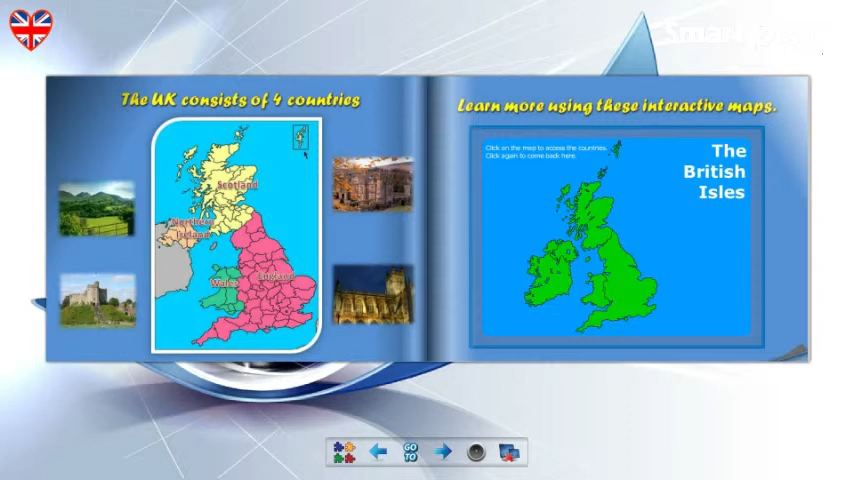 The UK consists of 4 countries
Scotland
Northern
Ireland
Wales
England
Learn more using these interactive maps.
Click on the map to access the countries.
Click again to come back here.
The
British
Isles
GO
TO